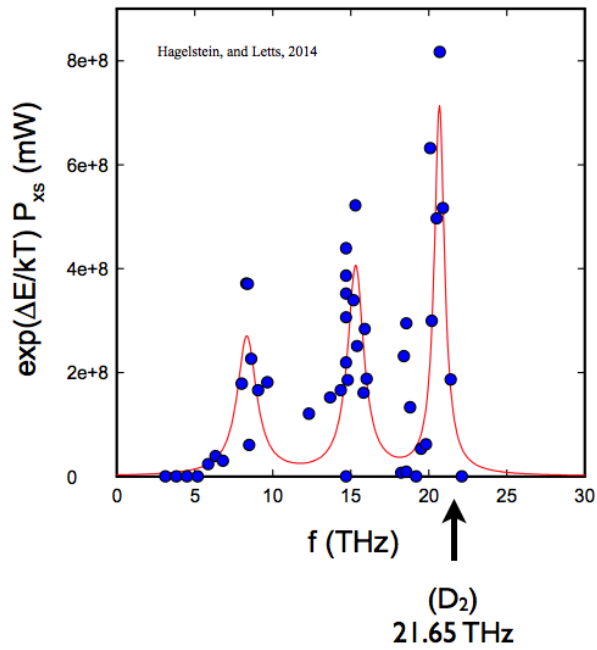 Hagelstein, and Letts, 2014
exp(ΔE/kT) Pxs (mW)
8e+8
6e+8
4e+8
2e+8
0
0 5 10 15 20 25 30
f (THz)
(D₂)
21.65 THz